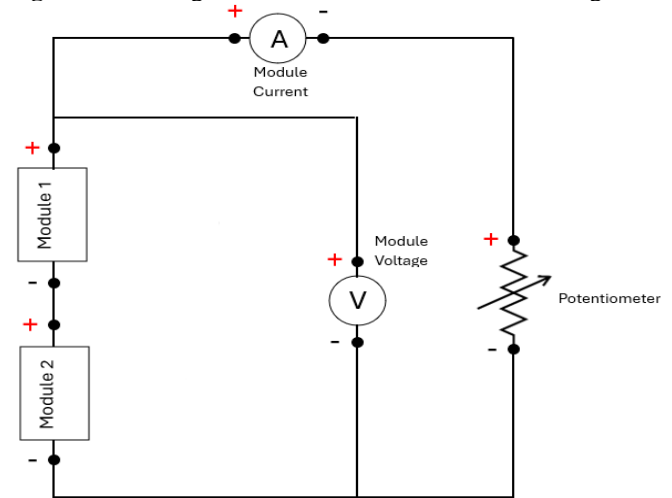 + -
A
Module
Current
+
Module 1
-
+
Module 2
-
Module
Voltage
+
V
-
+
Potentiometer
-